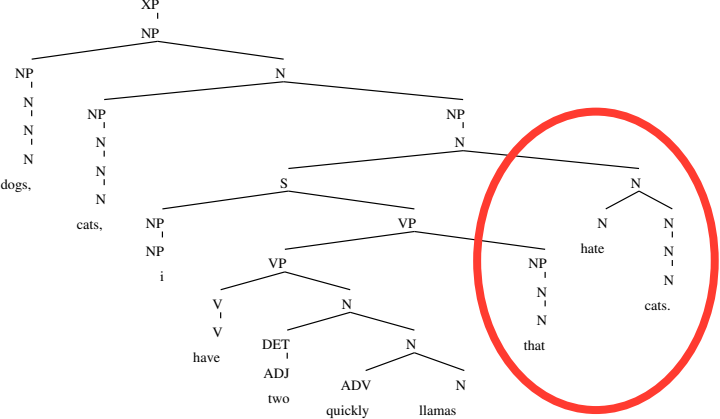 XP
NP
NP N
N NP NP
N N N
N N S N
dogs, N NP VP N N
cats, NP VP NP hate N
i V N N N
V DET N N cats.
have ADJ ADV N that
two quickly llamas